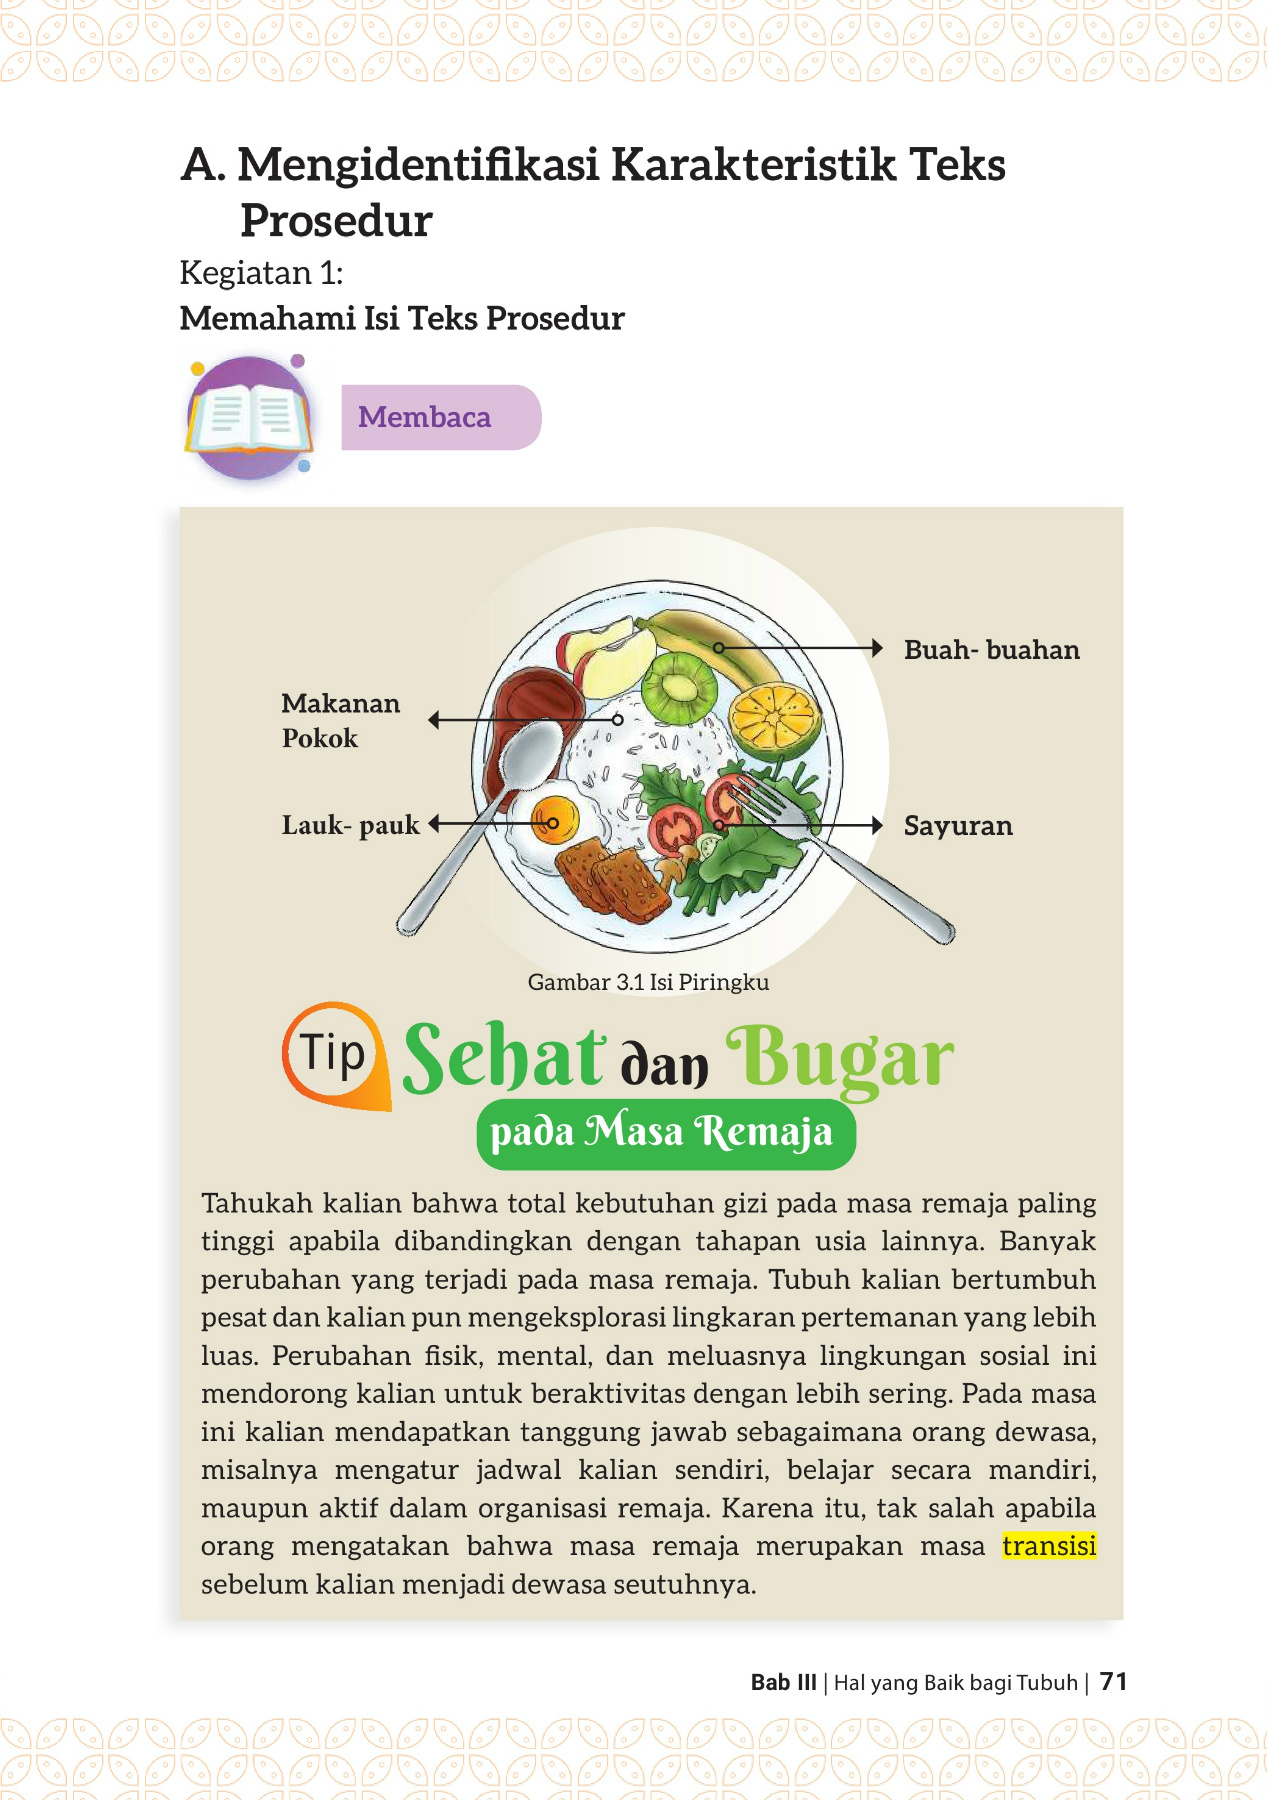 A. Mengidentifikasi Karakteristik Teks
Prosedur
Kegiatan 1:
Memahami Isi Teks Prosedur
Membaca
Buah- buahan
Makanan
Pokok
Lauk- pauk
Sayuran
Gambar 3.1 Isi Piringku
Tip Sehat dan Bugar
pada Masa Remaja
Tahukah kalian bahwa total kebutuhan gizi pada masa remaja paling
tinggi apabila dibandingkan dengan tahapan usia lainnya. Banyak
perubahan yang terjadi pada masa remaja. Tubuh kalian bertumbuh
pesat dan kalian pun mengeksplorasi lingkaran pertemanan yang lebih
luas. Perubahan fisik, mental, dan meluasnya lingkungan sosial ini
mendorong kalian untuk beraktivitas dengan lebih sering. Pada masa
ini kalian mendapatkan tanggung jawab sebagaimana orang dewasa,
misalnya mengatur jadwal kalian sendiri, belajar secara mandiri,
maupun aktif dalam organisasi remaja. Karena itu, tak salah apabila
orang mengatakan bahwa masa remaja merupakan masa transisi
sebelum kalian menjadi dewasa seutuhnya.
Bab III | Hal yang Baik bagi Tubuh | 71